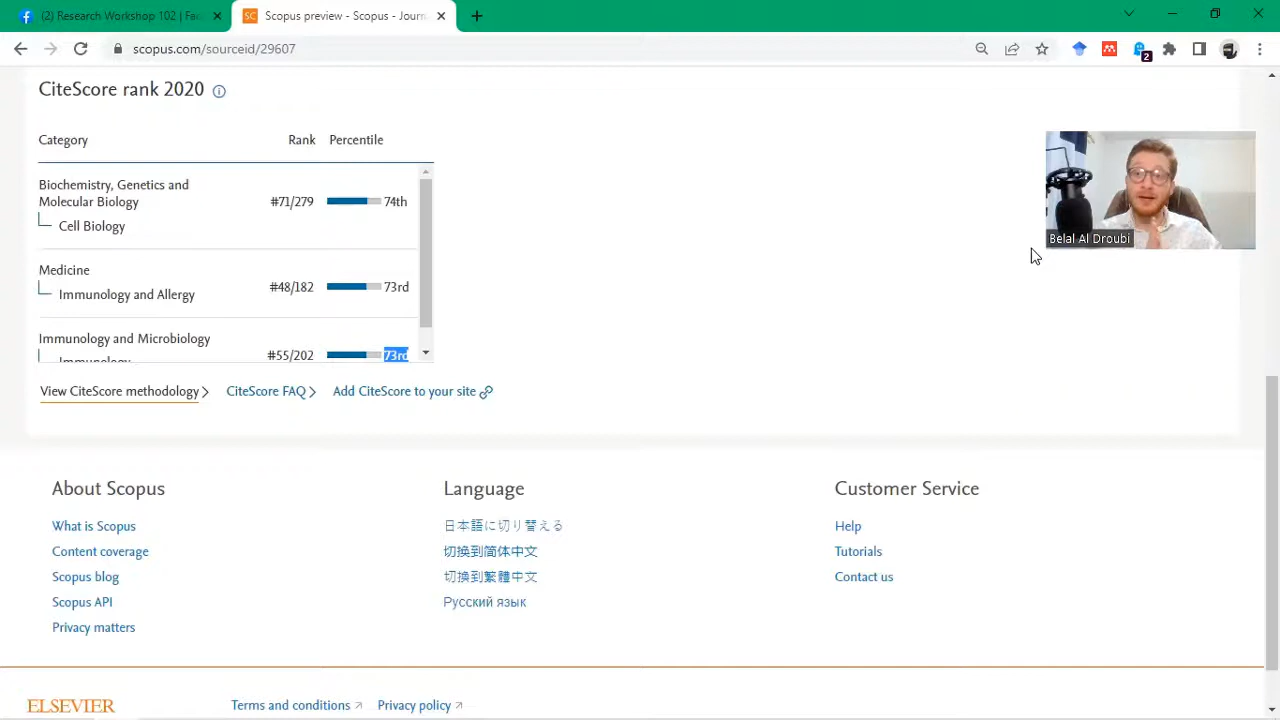 (2) Research Workshop 102 | Fac
Scopus preview - Scopus - Journ
scopus.com/sourceid/29607
2
CiteScore rank 2020
Category Rank Percentile
Biochemistry, Genetics and
Molecular Biology
#71/279 74th
Cell Biology
Medicine
#48/182 73rd
Immunology and Allergy
Immunology and Microbiology
#55/202 73rd
Immunology
Belal Al Droubi
View CiteScore methodology CiteScore FAQ Add CiteScore to your site
About Scopus
What is Scopus
Content coverage
Scopus blog
Scopus API
Privacy matters
Language
日本語に切り替える
切换到简体中文
切換到繁體中文
Русский язык
Customer Service
Help
Tutorials
Contact us
ELSEVIER
Terms and conditions Privacy policy